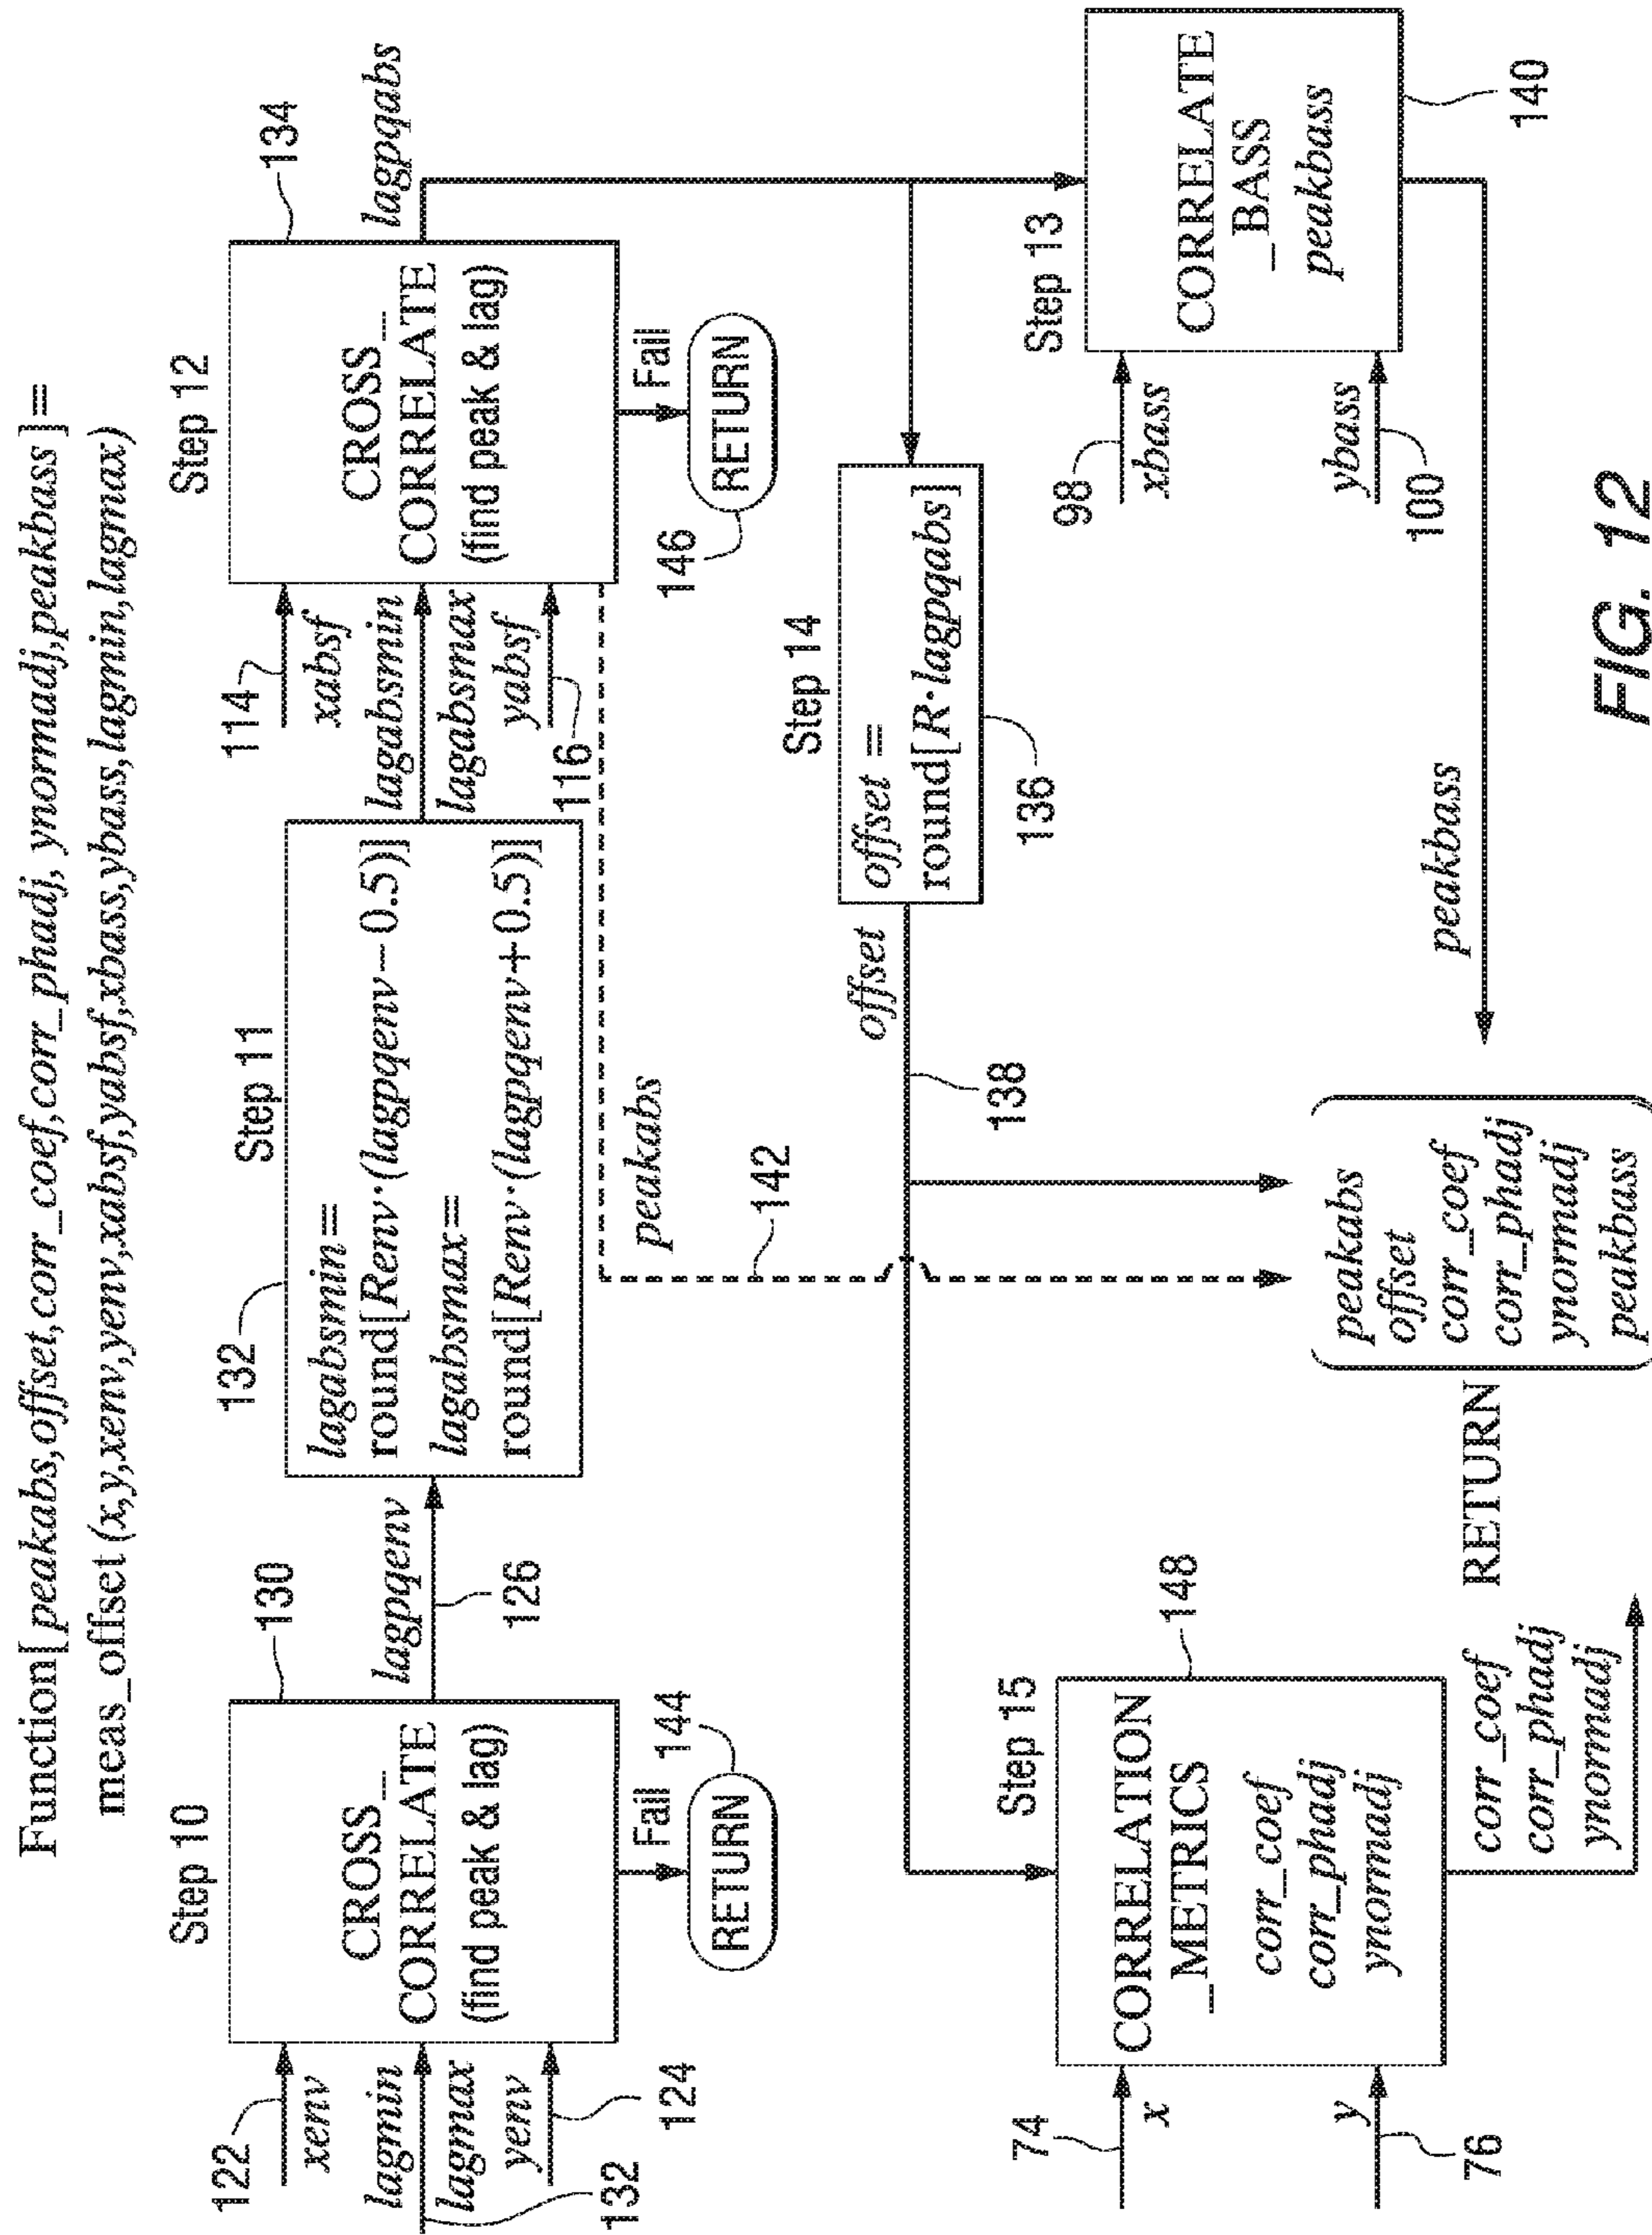 Function[peakabs,offset,corr_coef,corr_phadj, ynormadj,peakbass]=
meas_offset (x,y,xenv,yenv,xabsf,yabsf,xbass,ybass,lagmin,lagmax)
Step 10
130
122
xenv
lagmin
lagmax
132
yenv
124
CROSS_
CORRELATE
(find peak & lag)
Fail
144
RETURN
lagpqenv
126
Step 11
132
lagabsmin=
round[Renv·(lagpqenv−0.5)]
lagabsmax=
round[Renv·(lagpqenv+0.5)]
Step 12
134
114
xabsf
lagabsmin
lagabsmax
yabsf
116
CROSS_
CORRELATE
(find peak & lag)
Fail
146
RETURN
lagpqabs
peakabs
142
Step 14
offset =
round[R·lagpqabs]
136
offset
138
Step 13
98
xbass
ybass
100
CORRELATE
_BASS
peakbass
140
peakbass
Step 15
148
74
x
y
76
CORRELATION
_METRICS
corr_coef
corr_phadj
ynormadj
corr_coef
corr_phadj
ynormadj
RETURN
peakabs
offset
corr_coef
corr_phadj
ynormadj
peakbass
FIG. 12